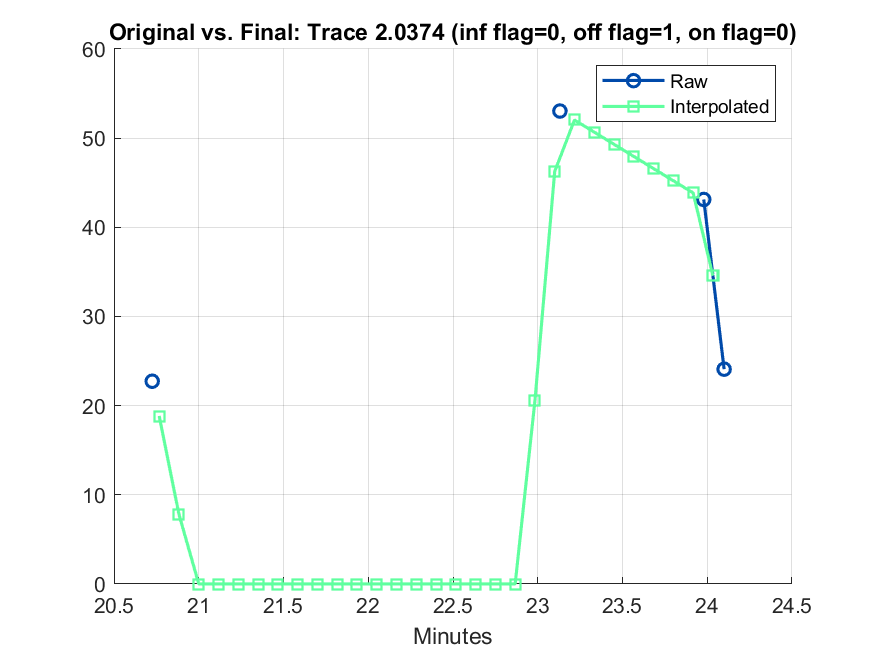 Original vs. Final: Trace 2.0374 (inf flag=0, off flag=1, on flag=0)
60
Raw
Interpolated
50
40
30
20
10
0
20.5 21 21.5 22 22.5 23 23.5 24 24.5
Minutes